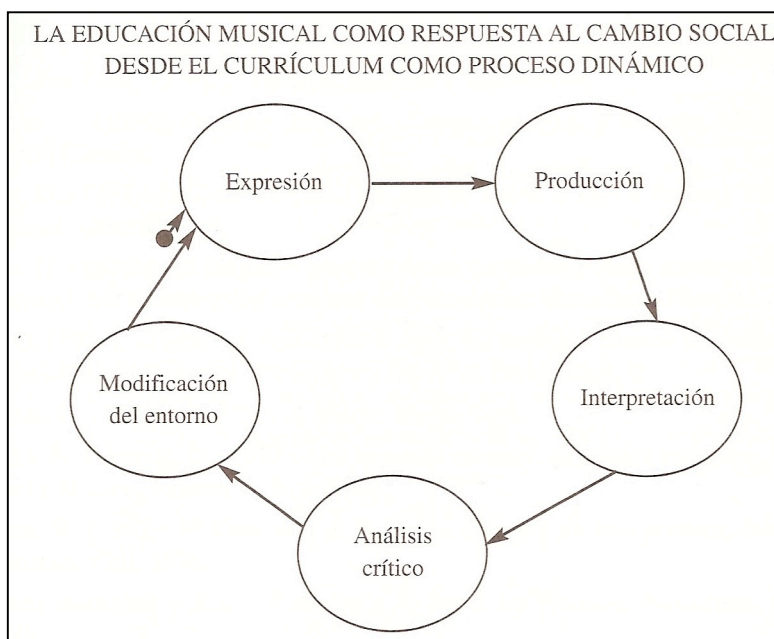 LA EDUCACIÓN MUSICAL COMO RESPUESTA AL CAMBIO SOCIAL
DESDE EL CURRÍCULUM COMO PROCESO DINÁMICO
Expresión
Producción
Interpretación
Análisis
crítico
Modificación
del entorno